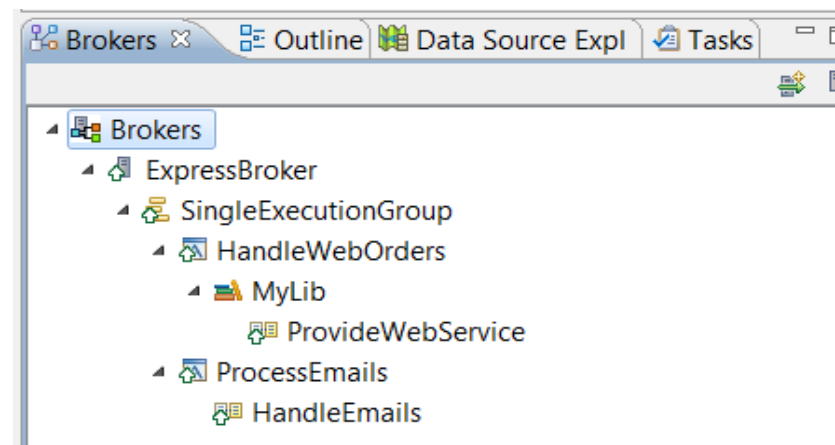 Brokers Outline Data Source Expl Tasks
Brokers
ExpressBroker
SingleExecutionGroup
HandleWebOrders
MyLib
ProvideWebService
ProcessEmails
HandleEmails